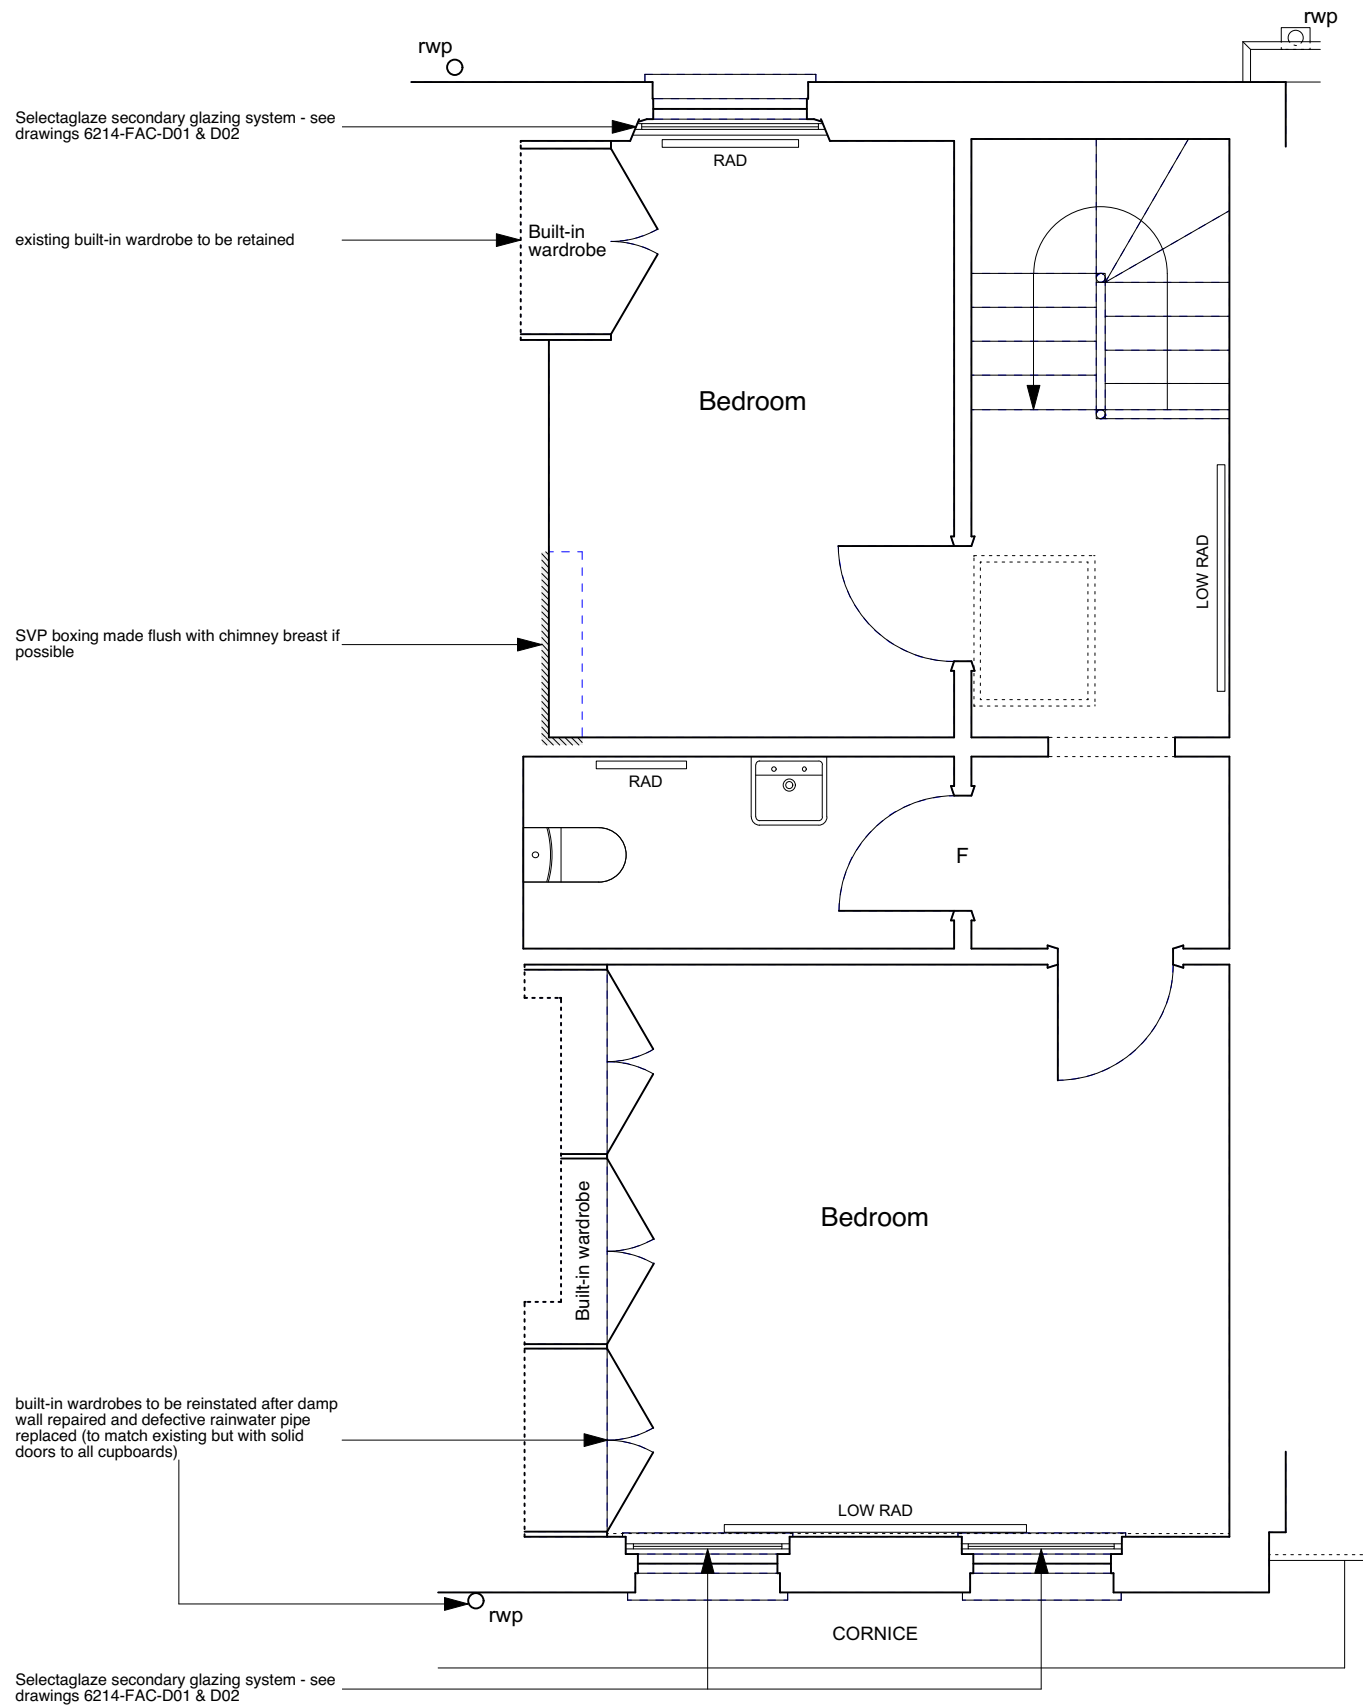 rwp
rwp
Selectaglaze secondary glazing system - see
drawings 6214-FAC-D01 & D02
RAD
existing built-in wardrobe to be retained
Built-in
wardrobe
Bedroom
LOW RAD
SVP boxing made flush with chimney breast if
possible
RAD
F
Built-in wardrobe
Bedroom
built-in wardrobes to be reinstated after damp
wall repaired and defective rainwater pipe
replaced (to match existing but with solid
doors to all cupboards)
LOW RAD
rwp
CORNICE
Selectaglaze secondary glazing system - see
drawings 6214-FAC-D01 & D02